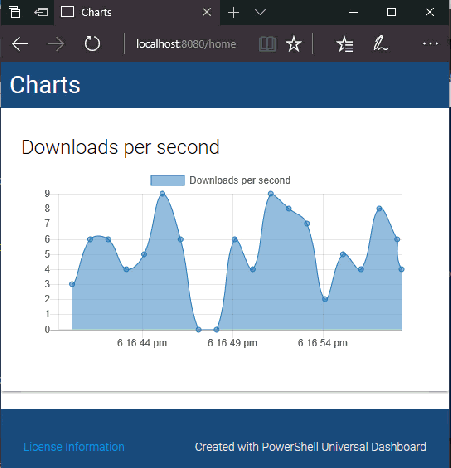 Charts
localhost:8080/home
Charts
Downloads per second
Downloads per second
9
8
7
6
5
4
3
2
1
0
6:16:44 pm 6:16:49 pm 6:16:54 pm
License Information Created with PowerShell Universal Dashboard